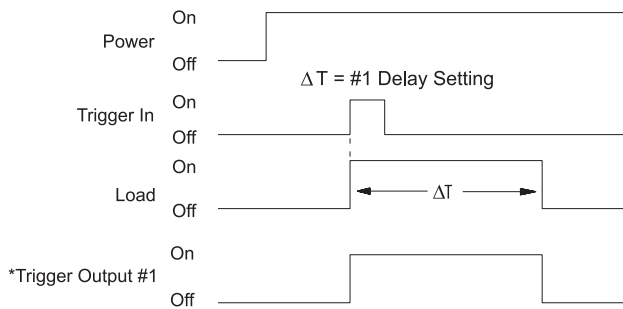 On
Power
Off
Δ T = #1 Delay Setting
On
Trigger In
Off
On
Load
ΔT
Off
On
*Trigger Output #1
Off